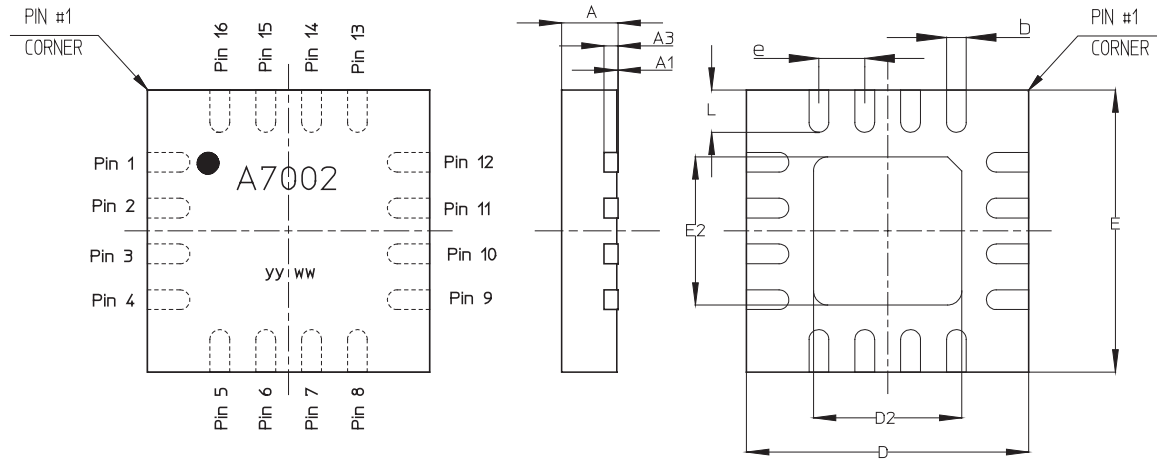 PIN #1
CORNER
Pin 16
Pin 15
Pin 14
Pin 13
Pin 1
Pin 2
Pin 3
Pin 4
Pin 12
Pin 11
Pin 10
Pin 9
Pin 5
Pin 6
Pin 7
Pin 8
A7002
yy ww
A
A3
A1
PIN #1
CORNER
e
b
L
E2
E
D2
D